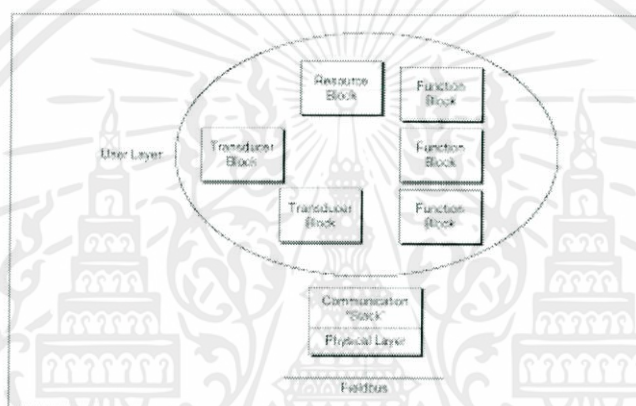 Resource
Block
Function
Block
User Layer
Transducer
Block
Function
Block
Transducer
Block
Function
Block
Communication
"Stack"
Physical Layer
Fieldbus